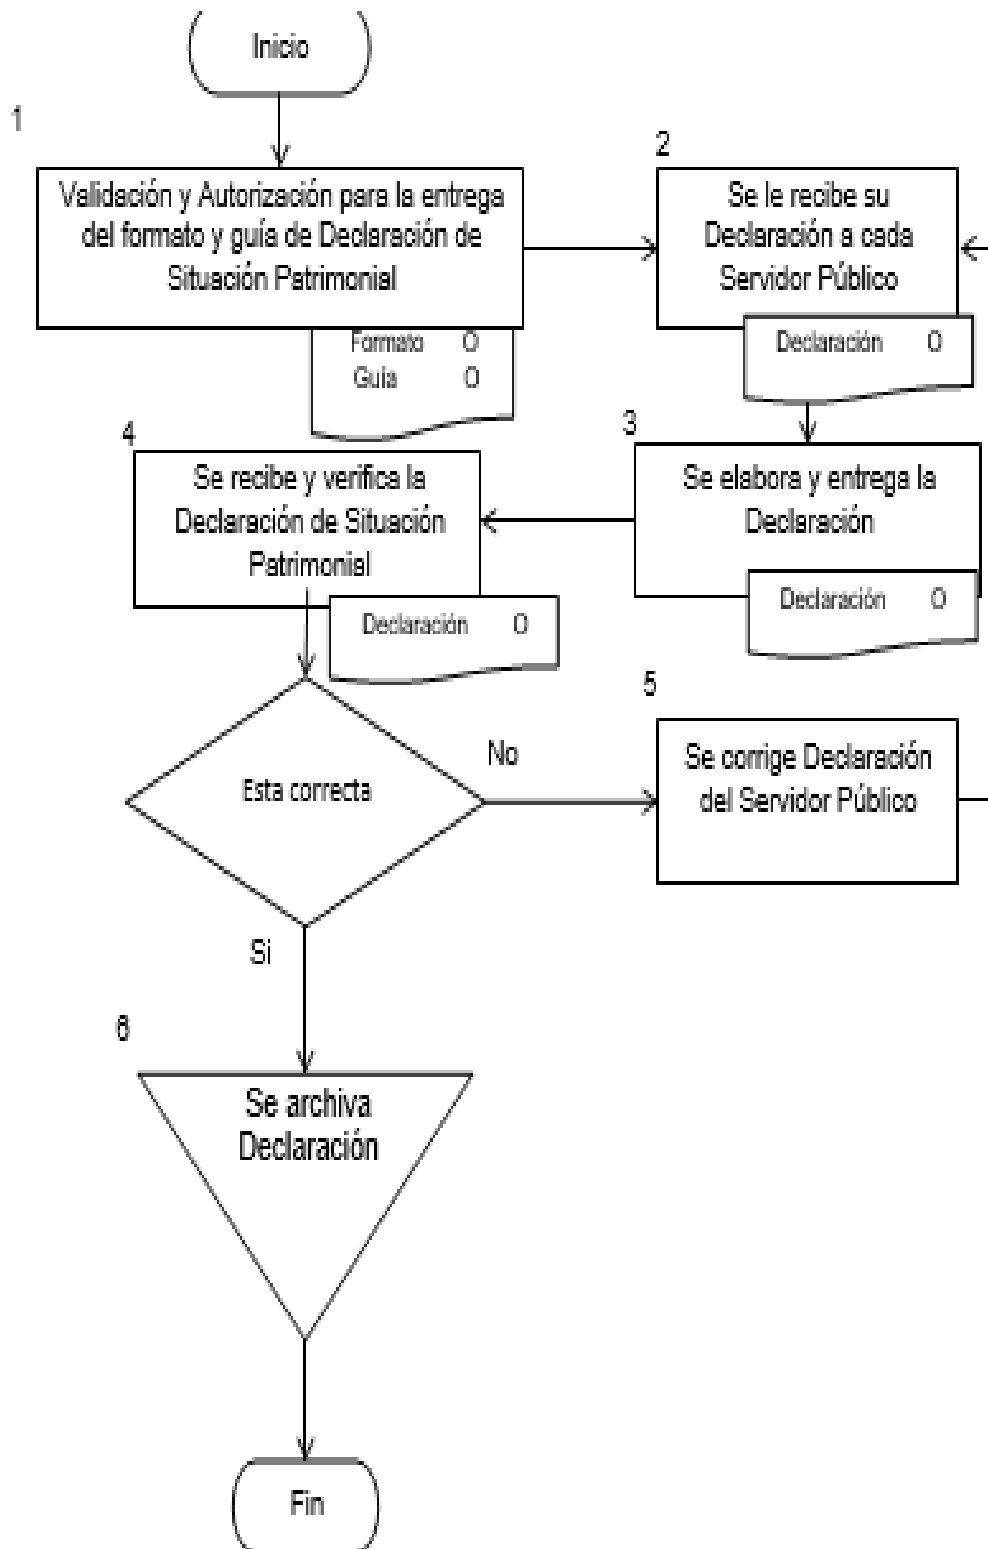 Inicio
1
Validación y Autorización para la entrega
del formato y guía de Declaración de
Situación Patrimonial
Formato O
Guía O
2
Se le recibe su
Declaración a cada
Servidor Público
Declaración O
3
Se elabora y entrega la
Declaración
Declaración O
4
Se recibe y verifica la
Declaración de Situación
Patrimonial
Declaración O
Esta correcta
No
5
Se corrige Declaración
del Servidor Público
Si
6
Se archiva
Declaración
Fin